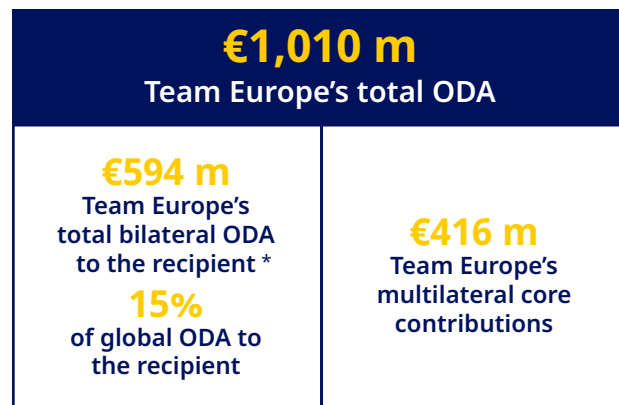 €1,010 m
Team Europe's total ODA
€594 m
Team Europe's
total bilateral ODA
to the recipient *
15%
of global ODA to
the recipient
€416 m
Team Europe's
multilateral core
contributions